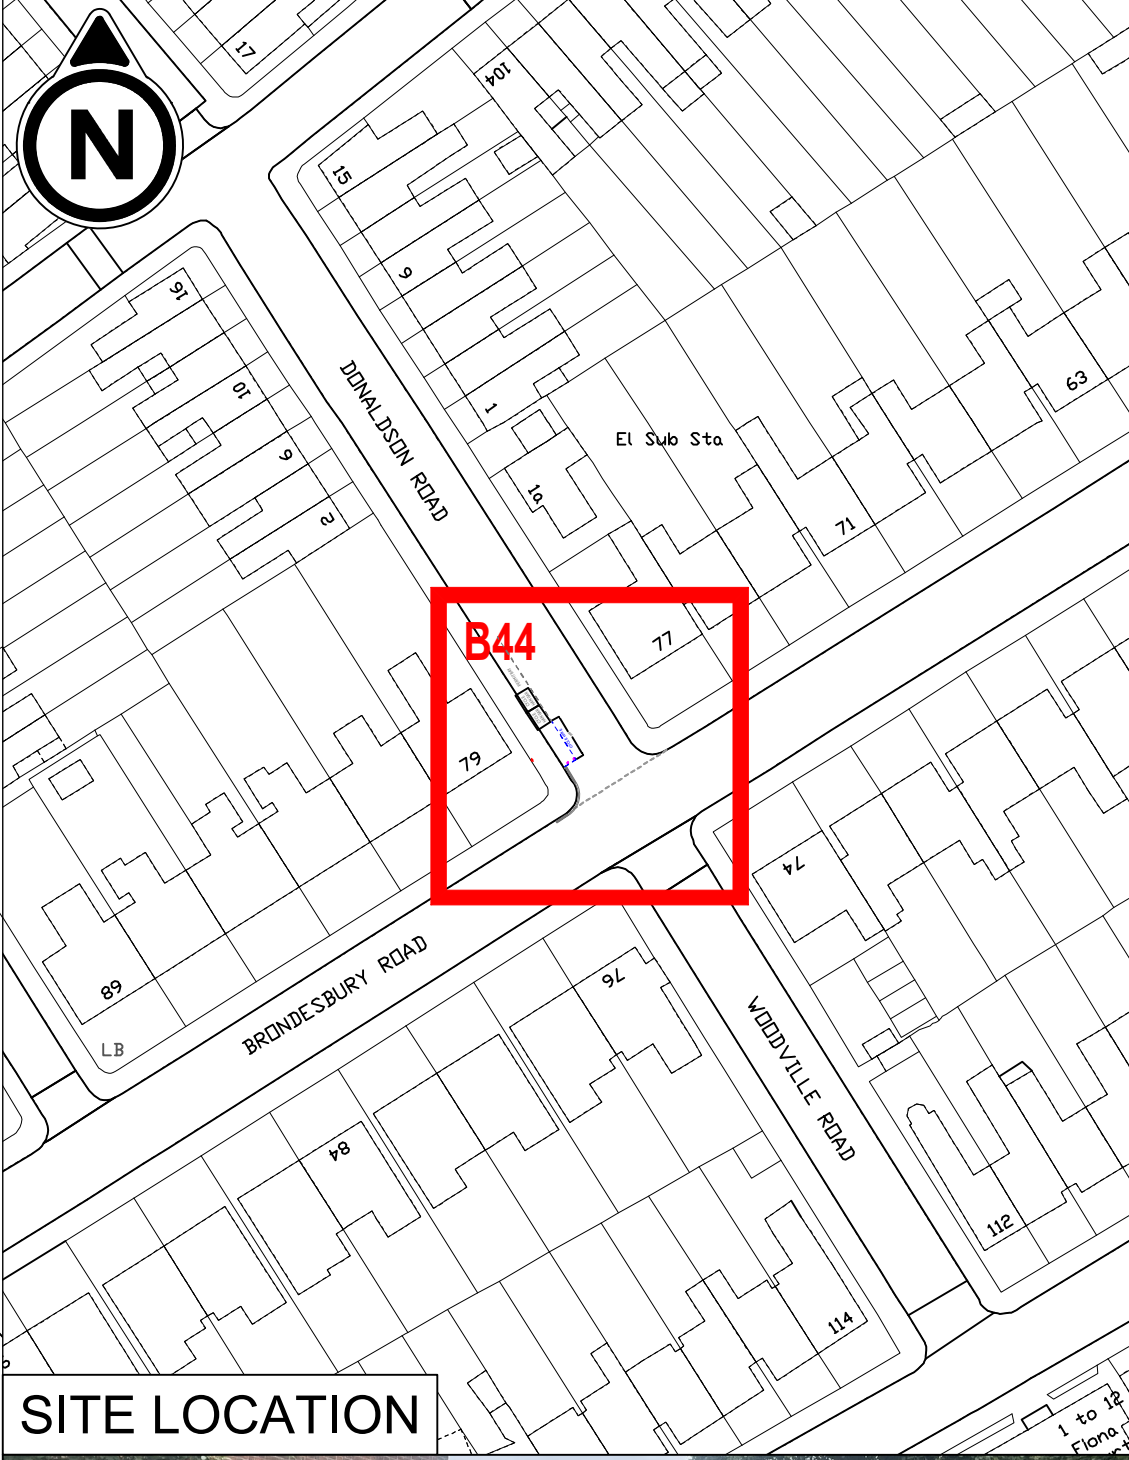 17
N
104
15
9
16
10
6
2
1
DONALDSON ROAD
El Sub Sta
63
1a
71
B44
77
79
74
89
LB
BRONDESBURY ROAD
76
WOODVILLE ROAD
84
112
114
SITE LOCATION
1 to 12
Fiona